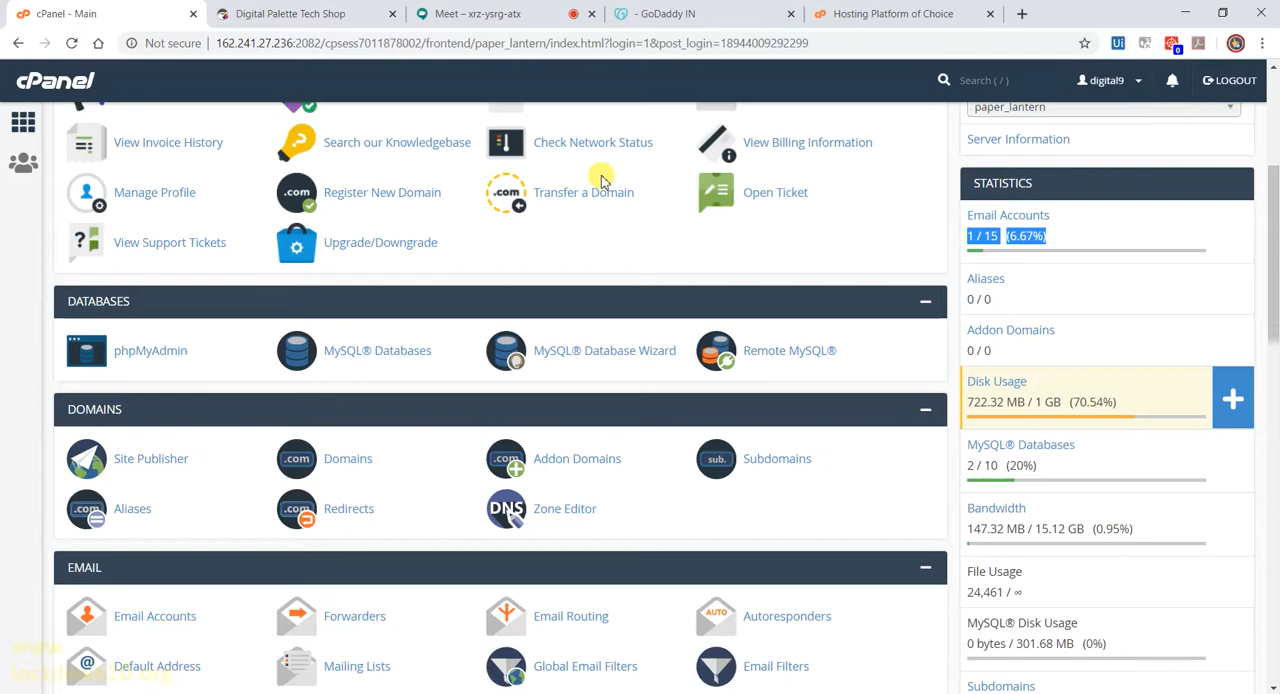 cPanel - Main
Digital Palette Tech Shop
Meet – xrz-ysrg-atx
- GoDaddy IN
Hosting Platform of Choice
Not secure
162.241.27.236:2082/cpsess7011878002/frontend/paper_lantern/index.html?login=1&post_login=18944009292299
cPanel
Search ( / )
digital9
LOGOUT
paper_lantern
View Invoice History
Search our Knowledgebase
Check Network Status
View Billing Information
Server Information
Manage Profile
Register New Domain
Transfer a Domain
Open Ticket
View Support Tickets
Upgrade/Downgrade
STATISTICS
Email Accounts
1 / 15 (6.67%)
Aliases
0 / 0
Addon Domains
0 / 0
Disk Usage
722.32 MB / 1 GB (70.54%)
MySQL® Databases
2 / 10 (20%)
Bandwidth
147.32 MB / 15.12 GB (0.95%)
File Usage
24,461 / ∞
MySQL® Disk Usage
0 bytes / 301.68 MB (0%)
Subdomains
DATABASES
phpMyAdmin
MySQL® Databases
MySQL® Database Wizard
Remote MySQL®
DOMAINS
Site Publisher
Domains
Addon Domains
Subdomains
Aliases
Redirects
Zone Editor
EMAIL
Email Accounts
Forwarders
Email Routing
Autoresponders
Default Address
Mailing Lists
Global Email Filters
Email Filters